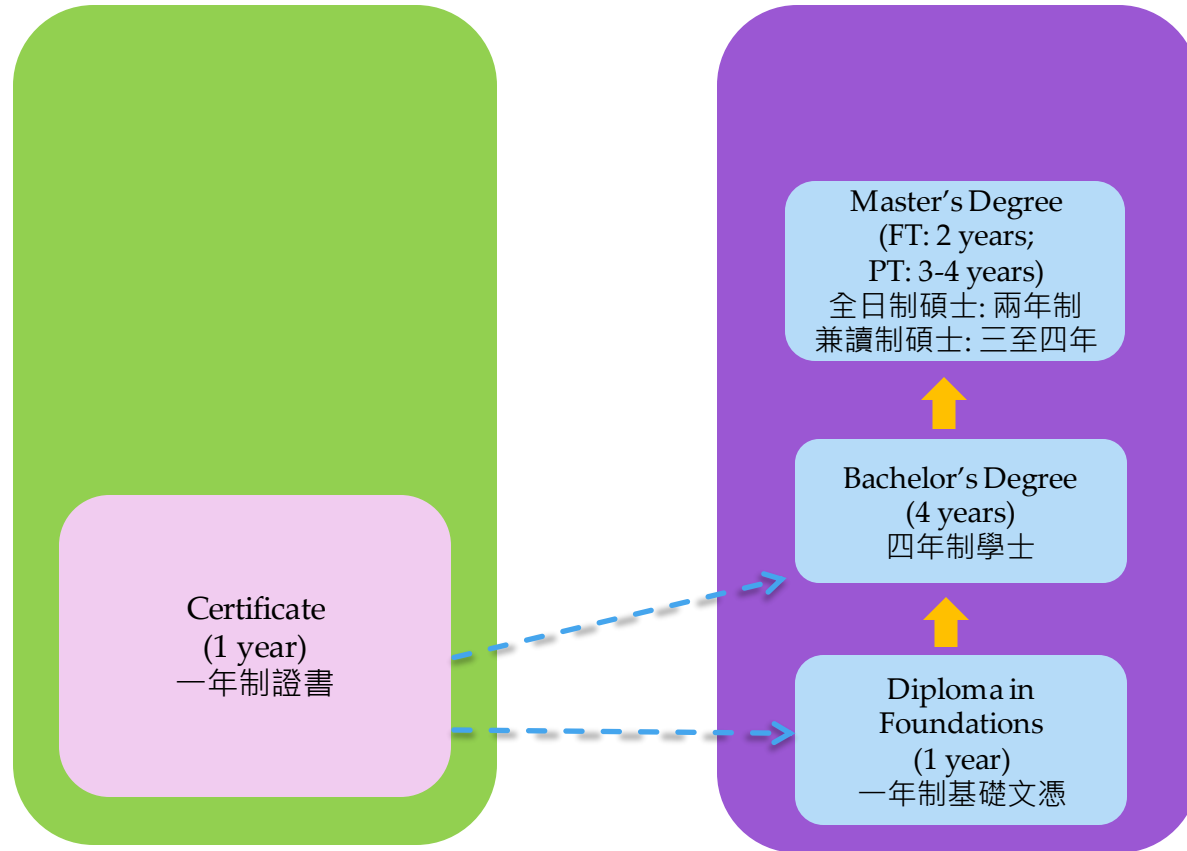 Certificate
(1 year)
一年制證書
Master’s Degree
(FT: 2 years;
PT: 3-4 years)
全日制碩士: 兩年制
兼讀制碩士: 三至四年
Bachelor’s Degree
(4 years)
四年制學士
Diploma in
Foundations
(1 year)
一年制基礎文憑